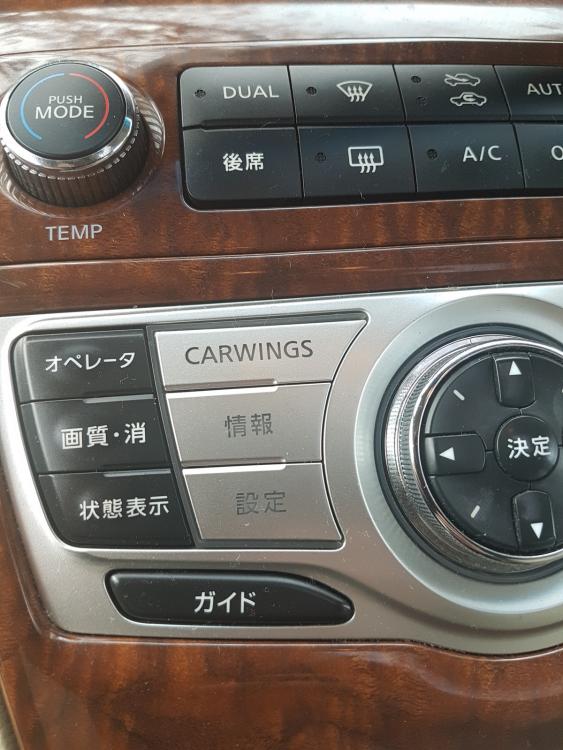 PUSH
MODE
TEMP
DUAL
後席
A/C
オペレータ
CARWINGS
画質・消
情報
状態表示
設定
決定
ガイド